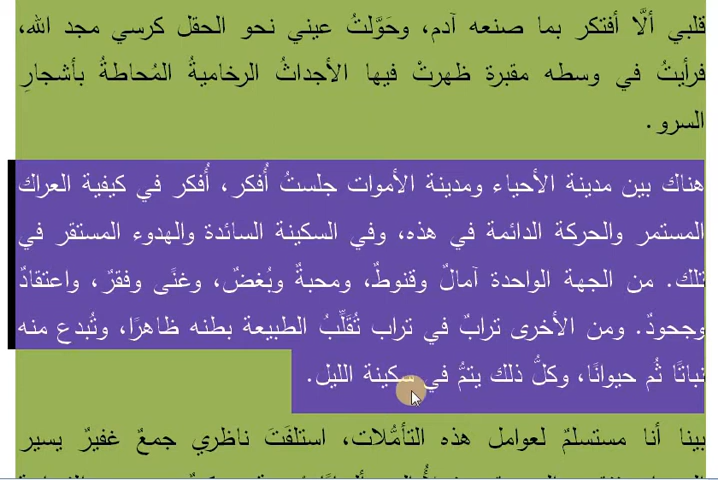 قلبي ألَّا أفتكر بما صنعه آدم، وحَوَّلتُ عيني نحو الحقل كرسي مجد الله،
فرأيتُ في وسطه مقبرة ظهرتْ فيها الأجداثُ الرخاميةُ المُحاطةُ بأشجارِ
السرو.
هناك بين مدينة الأحياء ومدينة الأموات جلستُ أُفكر، أُفكر في كيفية العراك
المستمر والحركة الدائمة في هذه، وفي السكينة السائدة والهدوء المستقر في
تلك. من الجهة الواحدة آمالٌ وقنوطٌ، ومحبةٌ وبُغضٌ، وغنًى وفقرٌ، واعتقادٌ
وجحودٌ. ومن الأخرى ترابٌ في تراب تُقَلِّبُ الطبيعة بطنه ظاهرًا، وتُبدع منه
نباتًا ثُم حيوانًا، وكلُّ ذلك يتمُّ في سكينة الليل.
بينا أنا مستسلمٌ لعوامل هذه التأمُّلات، استلفَتَ ناظري جمعٌ غفيرٌ يسير